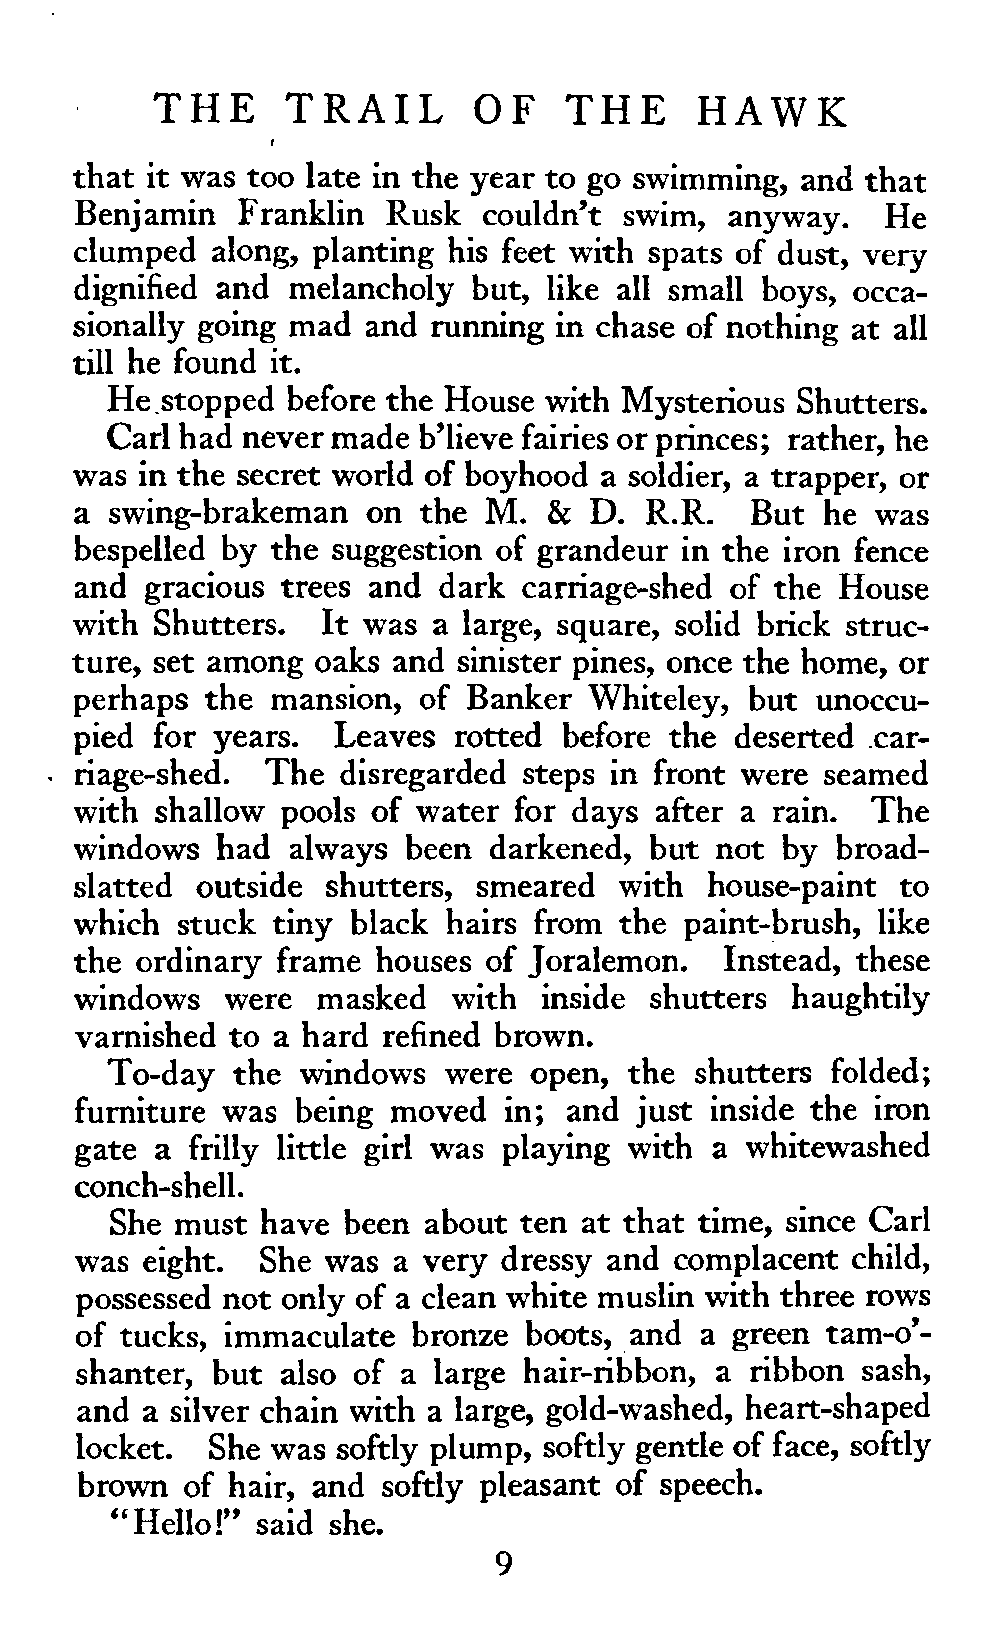 THE TRAIL OF THE HAWK
that it was too late in the year to go swimming, and that
Benjamin Franklin Rusk couldn't swim, anyway. He
clumped along, planting his feet with spats of dust, very
dignified and melancholy but, like all small boys, occa-
sionally going mad and running in chase of nothing at all
till he found it.
He stopped before the House with Mysterious Shutters.
Carl had never made b'lieve fairies or princes; rather, he
was in the secret world of boyhood a soldier, a trapper, or
a swing-brakeman on the M. & D. R.R. But he was
bespelled by the suggestion of grandeur in the iron fence
and gracious trees and dark carriage-shed of the House
with Shutters. It was a large, square, solid brick struc-
ture, set among oaks and sinister pines, once the home, or
perhaps the mansion, of Banker Whiteley, but unoccu-
pied for years. Leaves rotted before the deserted car-
riage-shed. The disregarded steps in front were seamed
with shallow pools of water for days after a rain. The
windows had always been darkened, but not by broad-
slatted outside shutters, smeared with house-paint to
which stuck tiny black hairs from the paint-brush, like
the ordinary frame houses of Joralemon. Instead, these
windows were masked with inside shutters haughtily
varnished to a hard refined brown.
To-day the windows were open, the shutters folded;
furniture was being moved in; and just inside the iron
gate a frilly little girl was playing with a whitewashed
conch-shell.
She must have been about ten at that time, since Carl
was eight. She was a very dressy and complacent child,
possessed not only of a clean white muslin with three rows
of tucks, immaculate bronze boots, and a green tam-o'-
shanter, but also of a large hair-ribbon, a ribbon sash,
and a silver chain with a large, gold-washed, heart-shaped
locket. She was softly plump, softly gentle of face, softly
brown of hair, and softly pleasant of speech.
"Hello!" said she.
9